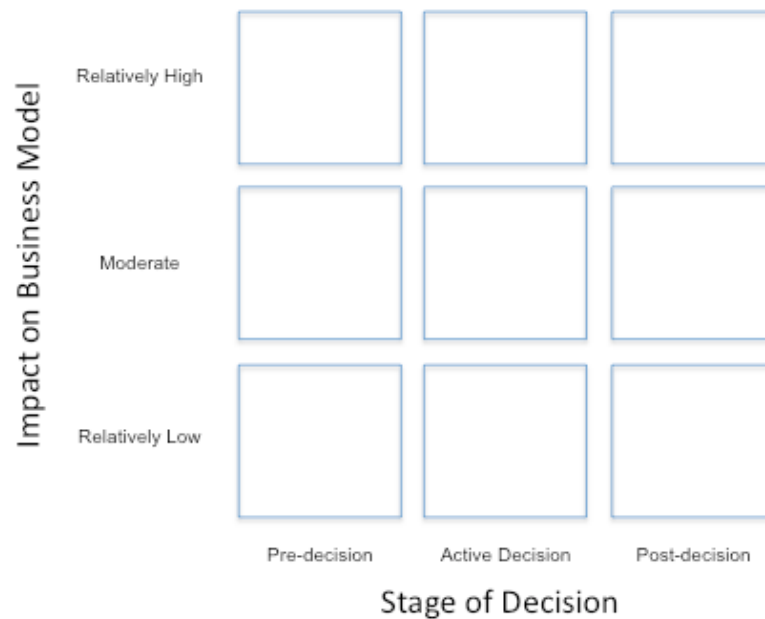 Impact on Business Model
Relatively High
Moderate
Relatively Low
Pre-decision
Active Decision
Post-decision
Stage of Decision